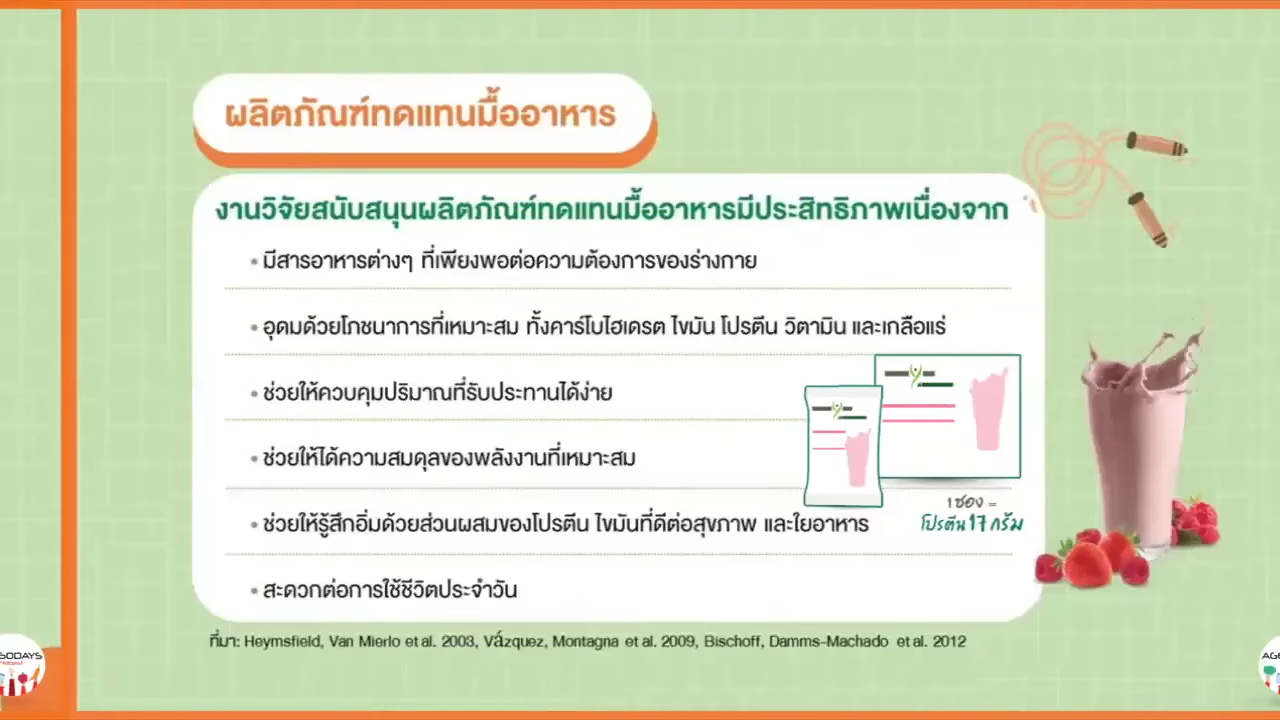 ผลิตภัณฑ์ทดแทนมื้ออาหาร
งานวิจัยสนับสนุนผลิตภัณฑ์ทดแทนมื้ออาหารมีประสิทธิภาพเนื่องจาก
• มีสารอาหารต่างๆ ที่เพียงพอต่อความต้องการของร่างกาย
• อุดมด้วยโภชนาการที่เหมาะสม ทั้งคาร์โบไฮเดรต ไขมัน โปรตีน วิตามิน และเกลือแร่
• ช่วยให้ควบคุมปริมาณที่รับประทานได้ง่าย
• ช่วยให้ได้ความสมดุลของพลังงานที่เหมาะสม
• ช่วยให้รู้สึกอิ่มด้วยส่วนผสมของโปรตีน ไขมันที่ดีต่อสุขภาพ และใยอาหาร
1 ซอง =
โปรตีน 17 กรัม
• สะดวกต่อการใช้ชีวิตประจำวัน
ที่มา: Heymsfield, Van Mierlo et al. 2003, Vázquez, Montagna et al. 2009, Bischoff, Damms-Machado et al. 2012